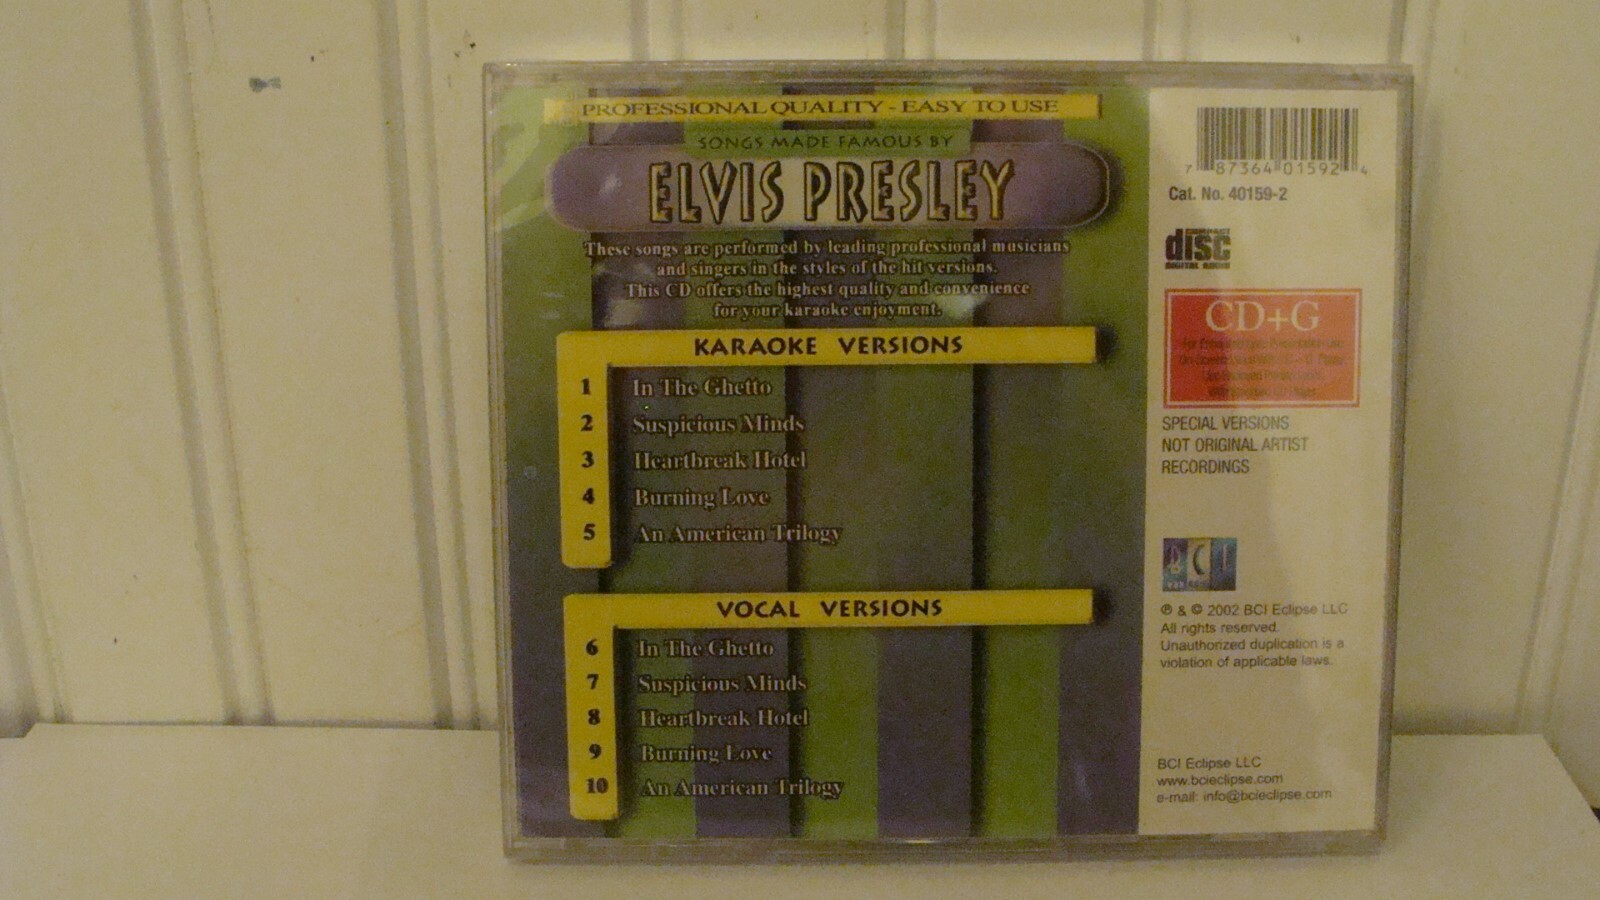 PROFESSIONAL QUALITY - EASY TO USE
SONGS MADE FAMOUS BY
ELVIS PRESLEY
These songs are performed by leading professional musicians
and singers in the styles of the hit versions.
This CD offers the highest quality and convenience
for your karaoke enjoyment.
KARAOKE VERSIONS
1 In The Ghetto
2 Suspicious Minds
3 Heartbreak Hotel
4 Burning Love
5 An American Trilogy
VOCAL VERSIONS
6 In The Ghetto
7 Suspicious Minds
8 Heartbreak Hotel
9 Burning Love
10 An American Trilogy
7 87364 01592 4
Cat. No. 40159-2
COMPACT
disc
DIGITAL AUDIO
CD+G
SPECIAL VERSIONS
NOT ORIGINAL ARTIST
RECORDINGS
BCI
℗ & © 2002 BCI Eclipse LLC
All rights reserved.
Unauthorized duplication is a
violation of applicable laws.
BCI Eclipse LLC
www.bcieclipse.com
e-mail: info@bcieclipse.com